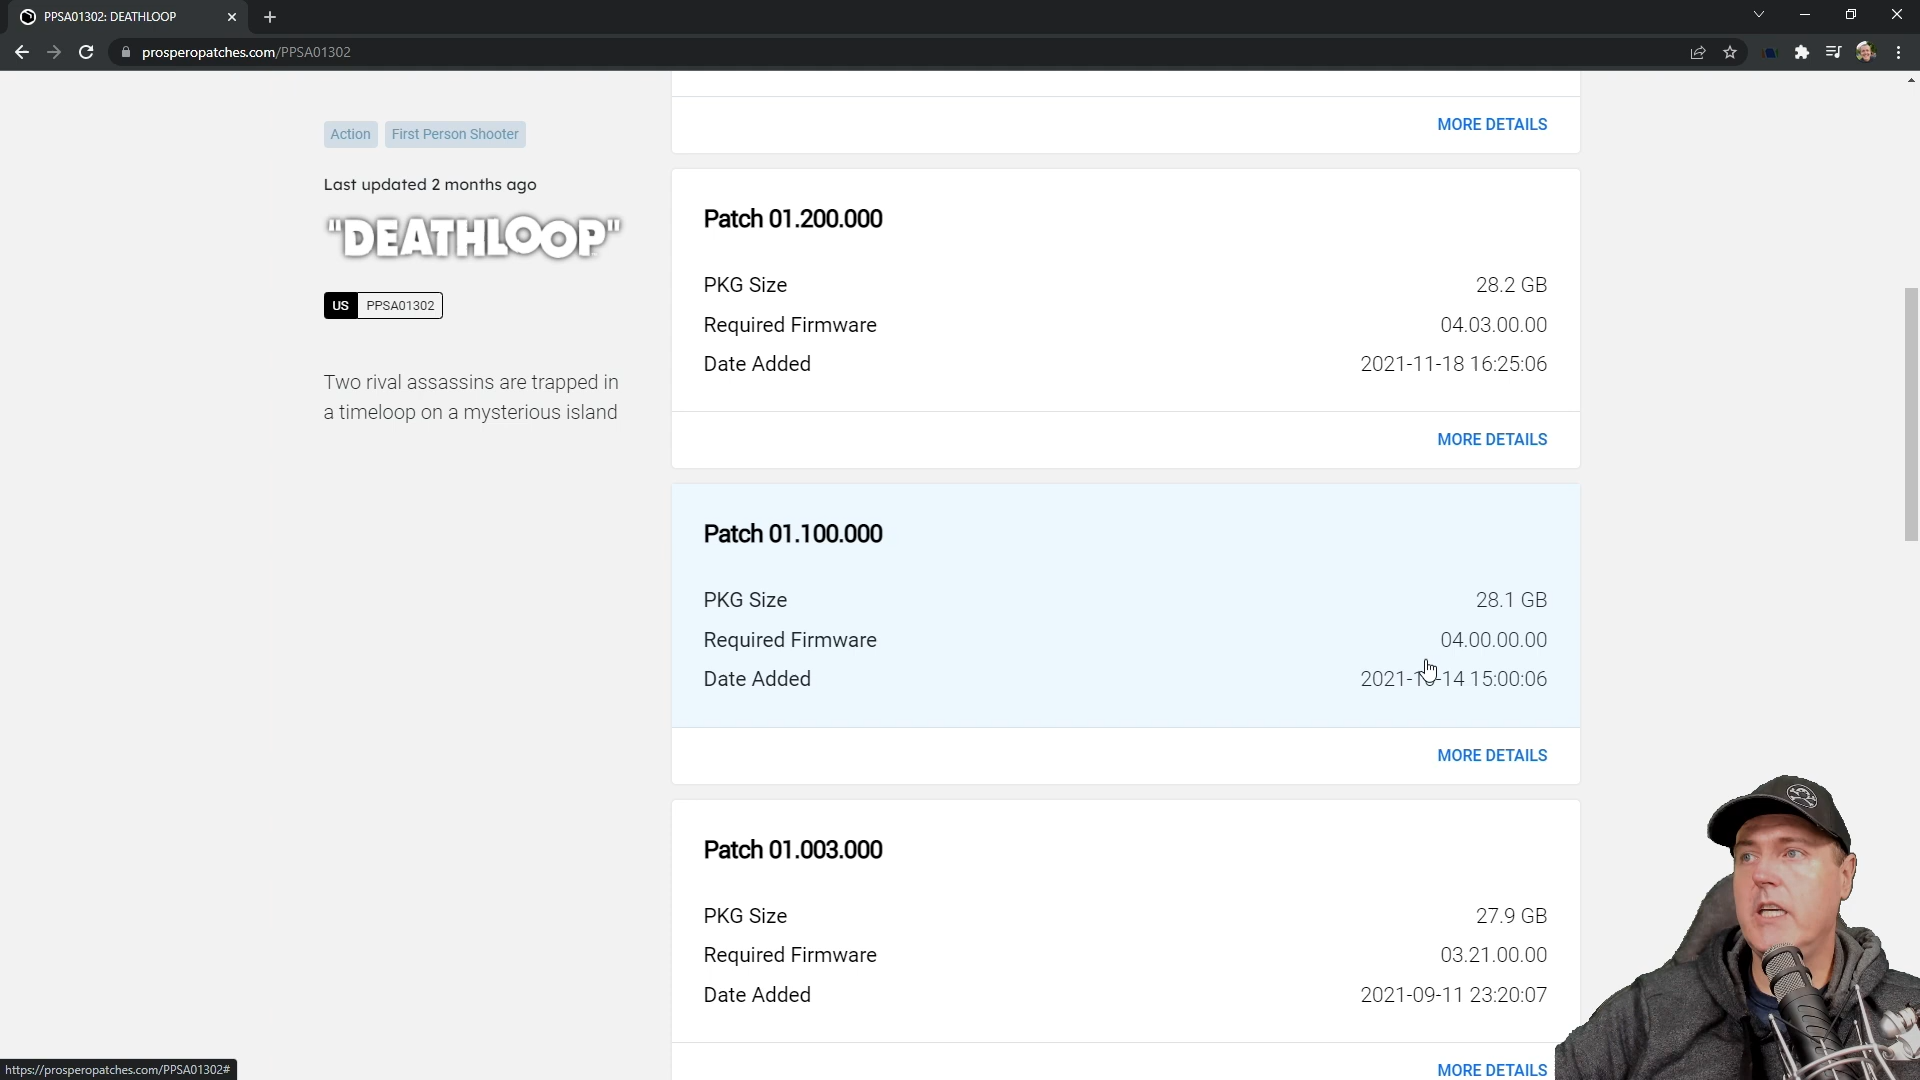 PPSA01302: DEATHLOOP
prosperopatches.com/PPSA01302
MORE DETAILS
Action First Person Shooter
Last updated 2 months ago
"DEATHLOOP"
US PPSA01302
Two rival assassins are trapped in
a timeloop on a mysterious island
Patch 01.200.000
PKG Size 28.2 GB
Required Firmware 04.03.00.00
Date Added 2021-11-18 16:25:06
MORE DETAILS
Patch 01.100.000
PKG Size 28.1 GB
Required Firmware 04.00.00.00
Date Added 2021-10-14 15:00:06
MORE DETAILS
Patch 01.003.000
PKG Size 27.9 GB
Required Firmware 03.21.00.00
Date Added 2021-09-11 23:20:07
MORE DETAILS
https://prosperopatches.com/PPSA01302#